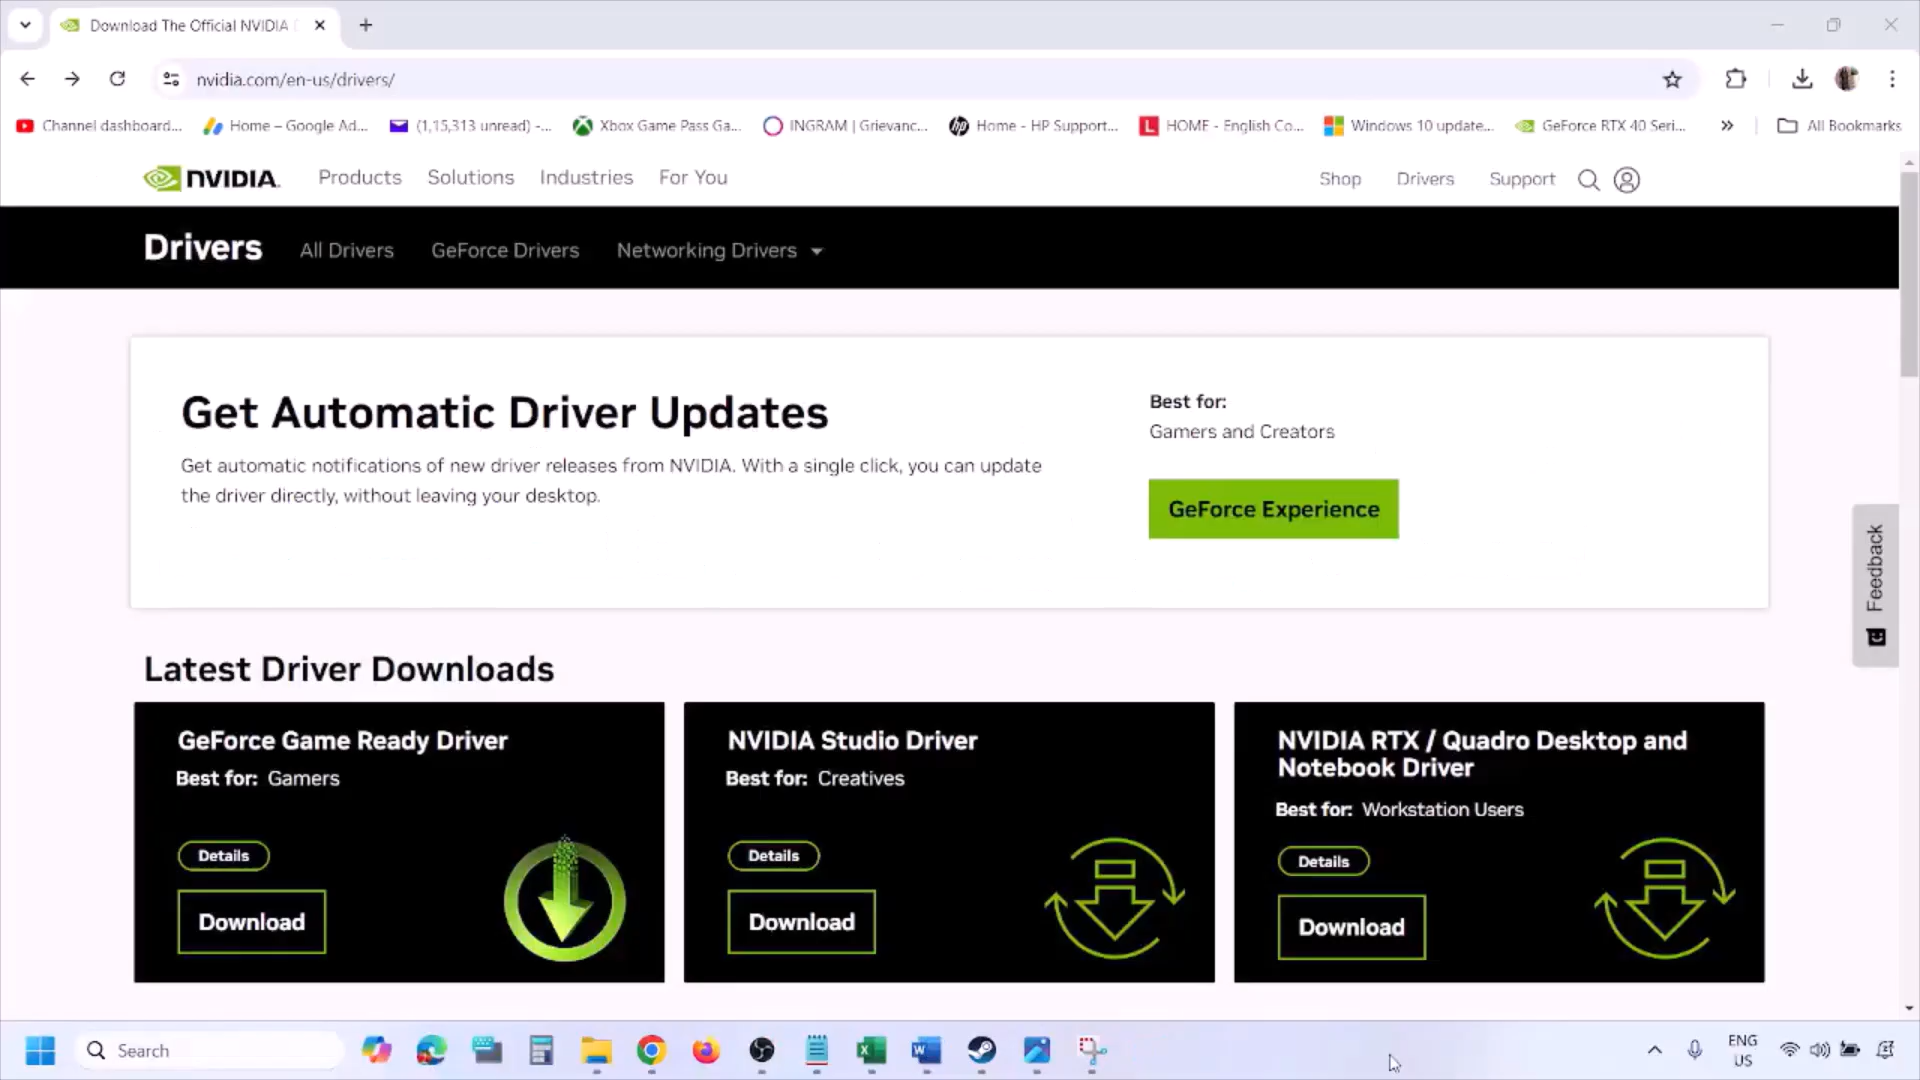 Download The Official NVIDIA
nvidia.com/en-us/drivers/
Channel dashboard...
Home – Google Ad...
(1,15,313 unread) -...
Xbox Game Pass Ga...
INGRAM | Grievanc...
Home - HP Support...
L HOME - English Co...
Windows 10 update...
GeForce RTX 40 Seri...
All Bookmarks
NVIDIA. Products Solutions Industries For You Shop Drivers Support
Drivers All Drivers GeForce Drivers Networking Drivers
Get Automatic Driver Updates
Get automatic notifications of new driver releases from NVIDIA. With a single click, you can update
the driver directly, without leaving your desktop.
Best for:
Gamers and Creators
GeForce Experience
Feedback
Latest Driver Downloads
GeForce Game Ready Driver
Best for: Gamers
Details
Download
NVIDIA Studio Driver
Best for: Creatives
Details
Download
NVIDIA RTX / Quadro Desktop and
Notebook Driver
Best for: Workstation Users
Details
Download
Search
ENG
US